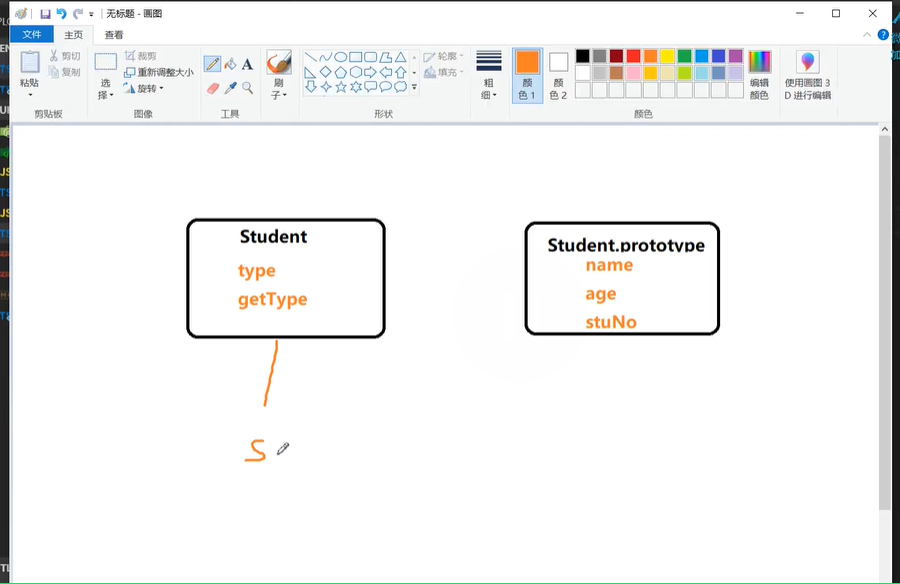 无标题 - 画图
文件 主页 查看
粘贴
剪切
复制
剪贴板
选择
裁剪
重新调整大小
旋转
图像
A
工具
刷子
轮廓
填充
形状
粗细
颜色 1
颜色 2
编辑颜色
颜色
使用画图 3D 进行编辑
Student
type
getType
Student.prototype
name
age
stuNo
S